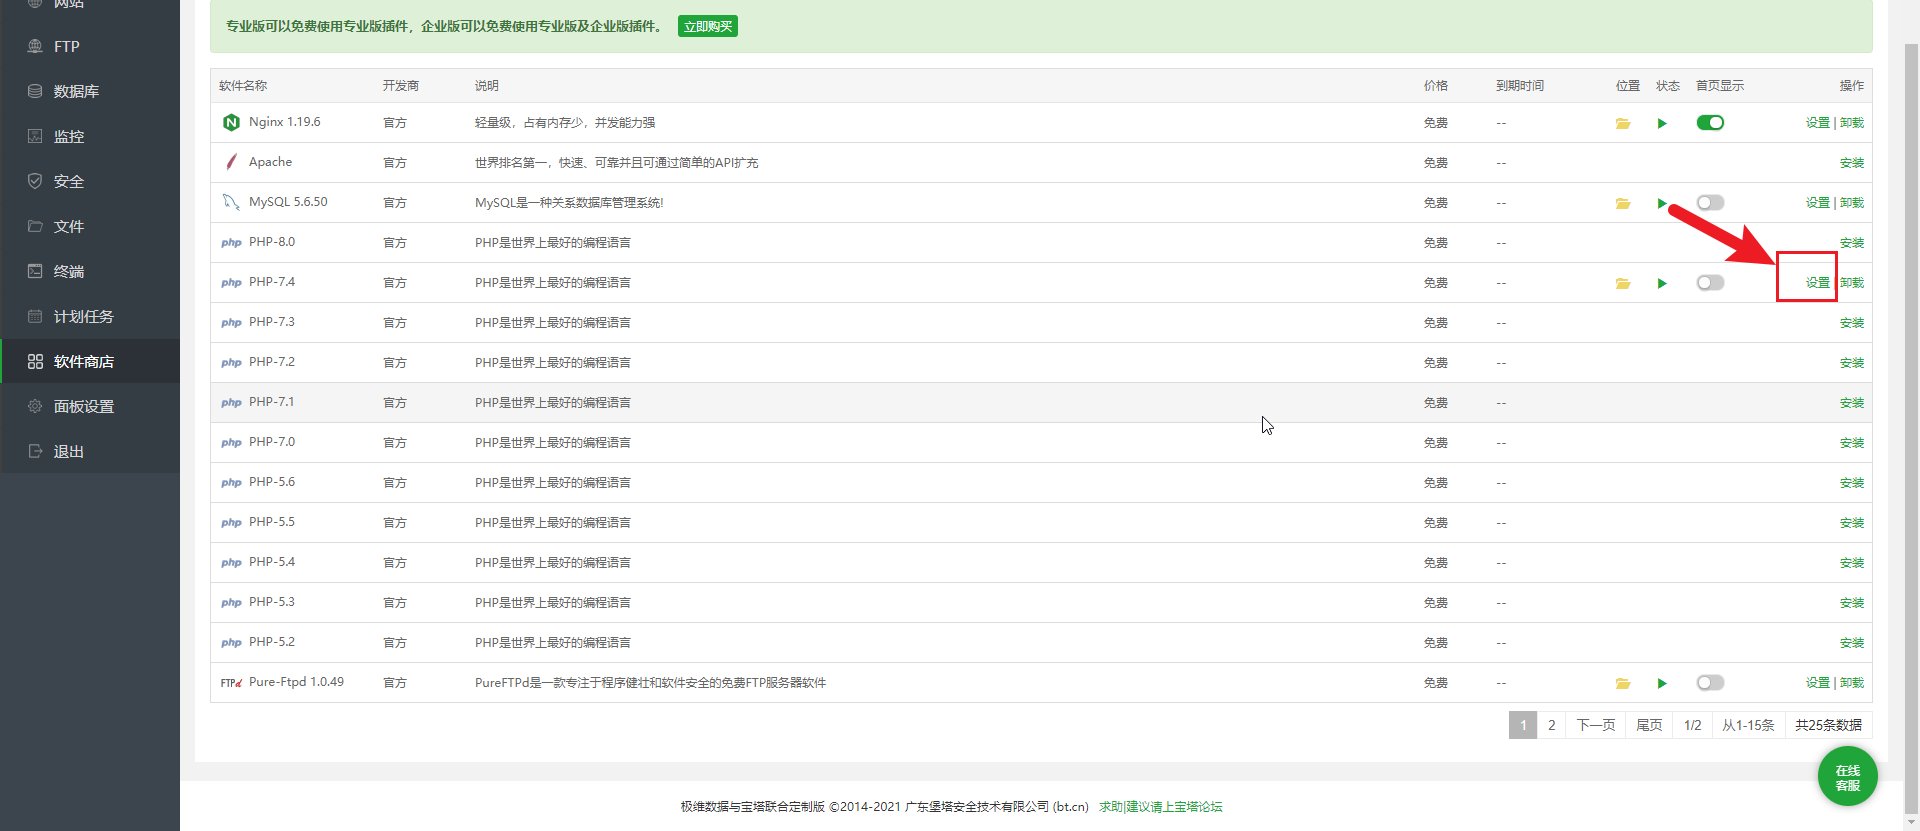 网站
FTP
数据库
监控
安全
文件
终端
计划任务
软件商店
面板设置
退出
专业版可以免费使用专业版插件，企业版可以免费使用专业版及企业版插件。 立即购买
软件名称 开发商 说明 价格 到期时间 位置 状态 首页显示 操作
Nginx 1.19.6 官方 轻量级，占有内存少，并发能力强 免费 -- 设置 | 卸载
Apache 官方 世界排名第一，快速、可靠并且可通过简单的API扩充 免费 -- 安装
MySQL 5.6.50 官方 MySQL是一种关系数据库管理系统! 免费 -- 设置 | 卸载
php PHP-8.0 官方 PHP是世界上最好的编程语言 免费 -- 安装
php PHP-7.4 官方 PHP是世界上最好的编程语言 免费 -- 设置 | 卸载
php PHP-7.3 官方 PHP是世界上最好的编程语言 免费 -- 安装
php PHP-7.2 官方 PHP是世界上最好的编程语言 免费 -- 安装
php PHP-7.1 官方 PHP是世界上最好的编程语言 免费 -- 安装
php PHP-7.0 官方 PHP是世界上最好的编程语言 免费 -- 安装
php PHP-5.6 官方 PHP是世界上最好的编程语言 免费 -- 安装
php PHP-5.5 官方 PHP是世界上最好的编程语言 免费 -- 安装
php PHP-5.4 官方 PHP是世界上最好的编程语言 免费 -- 安装
php PHP-5.3 官方 PHP是世界上最好的编程语言 免费 -- 安装
php PHP-5.2 官方 PHP是世界上最好的编程语言 免费 -- 安装
FTPd Pure-Ftpd 1.0.49 官方 PureFTPd是一款专注于程序健壮和软件安全的免费FTP服务器软件 免费 -- 设置 | 卸载
1 2 下一页 尾页 1/2 从1-15条 共25条数据
在线
客服
极维数据与宝塔联合定制版 ©2014-2021 广东堡塔安全技术有限公司 (bt.cn) 求助|建议请上宝塔论坛